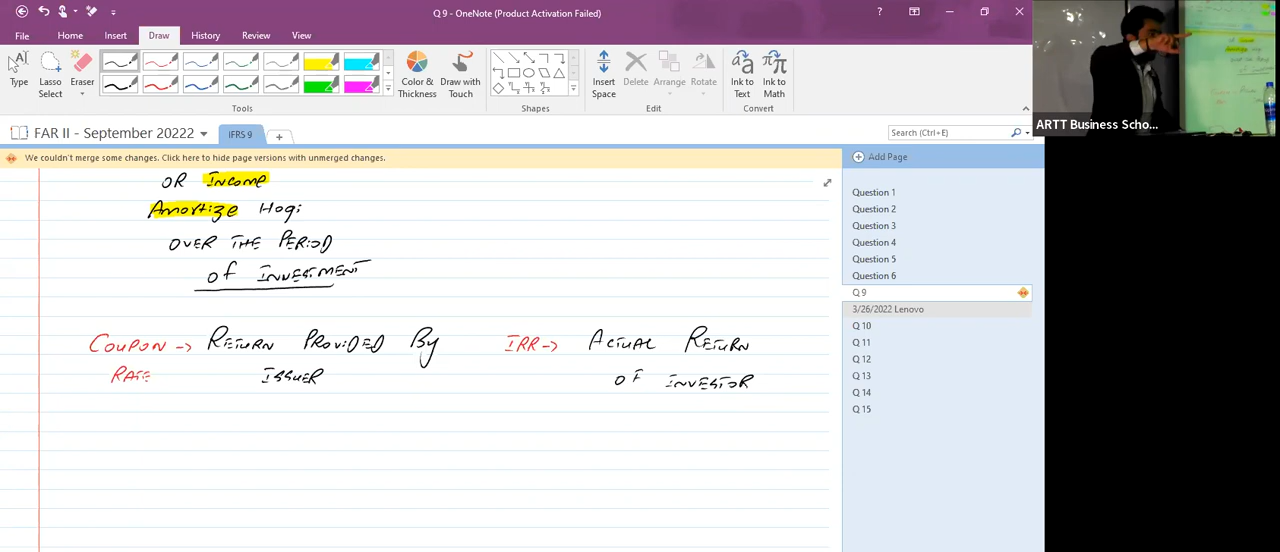 Q 9 - OneNote (Product Activation Failed)
File Home Insert Draw History Review View
Type
Lasso Select
Eraser
Color & Thickness
Draw with Touch
Insert Space
Delete
Arrange
Rotate
Ink to Text
Ink to Math
Tools Shapes Edit Convert
ARTT Business Scho...
FAR II - September 20222
IFRS 9
Search (Ctrl+E)
We couldn't merge some changes. Click here to hide page versions with unmerged changes.
Add Page
OR INCOME
Amortize Hogi
OVER THE PERIOD
OF INVESTMENT
COUPON → RETURN PROVIDED BY
RATE ISSUER
IRR → ACTUAL RETURN
OF INVESTOR
Question 1
Question 2
Question 3
Question 4
Question 5
Question 6
Q 9
3/26/2022 Lenovo
Q 10
Q 11
Q 12
Q 13
Q 14
Q 15